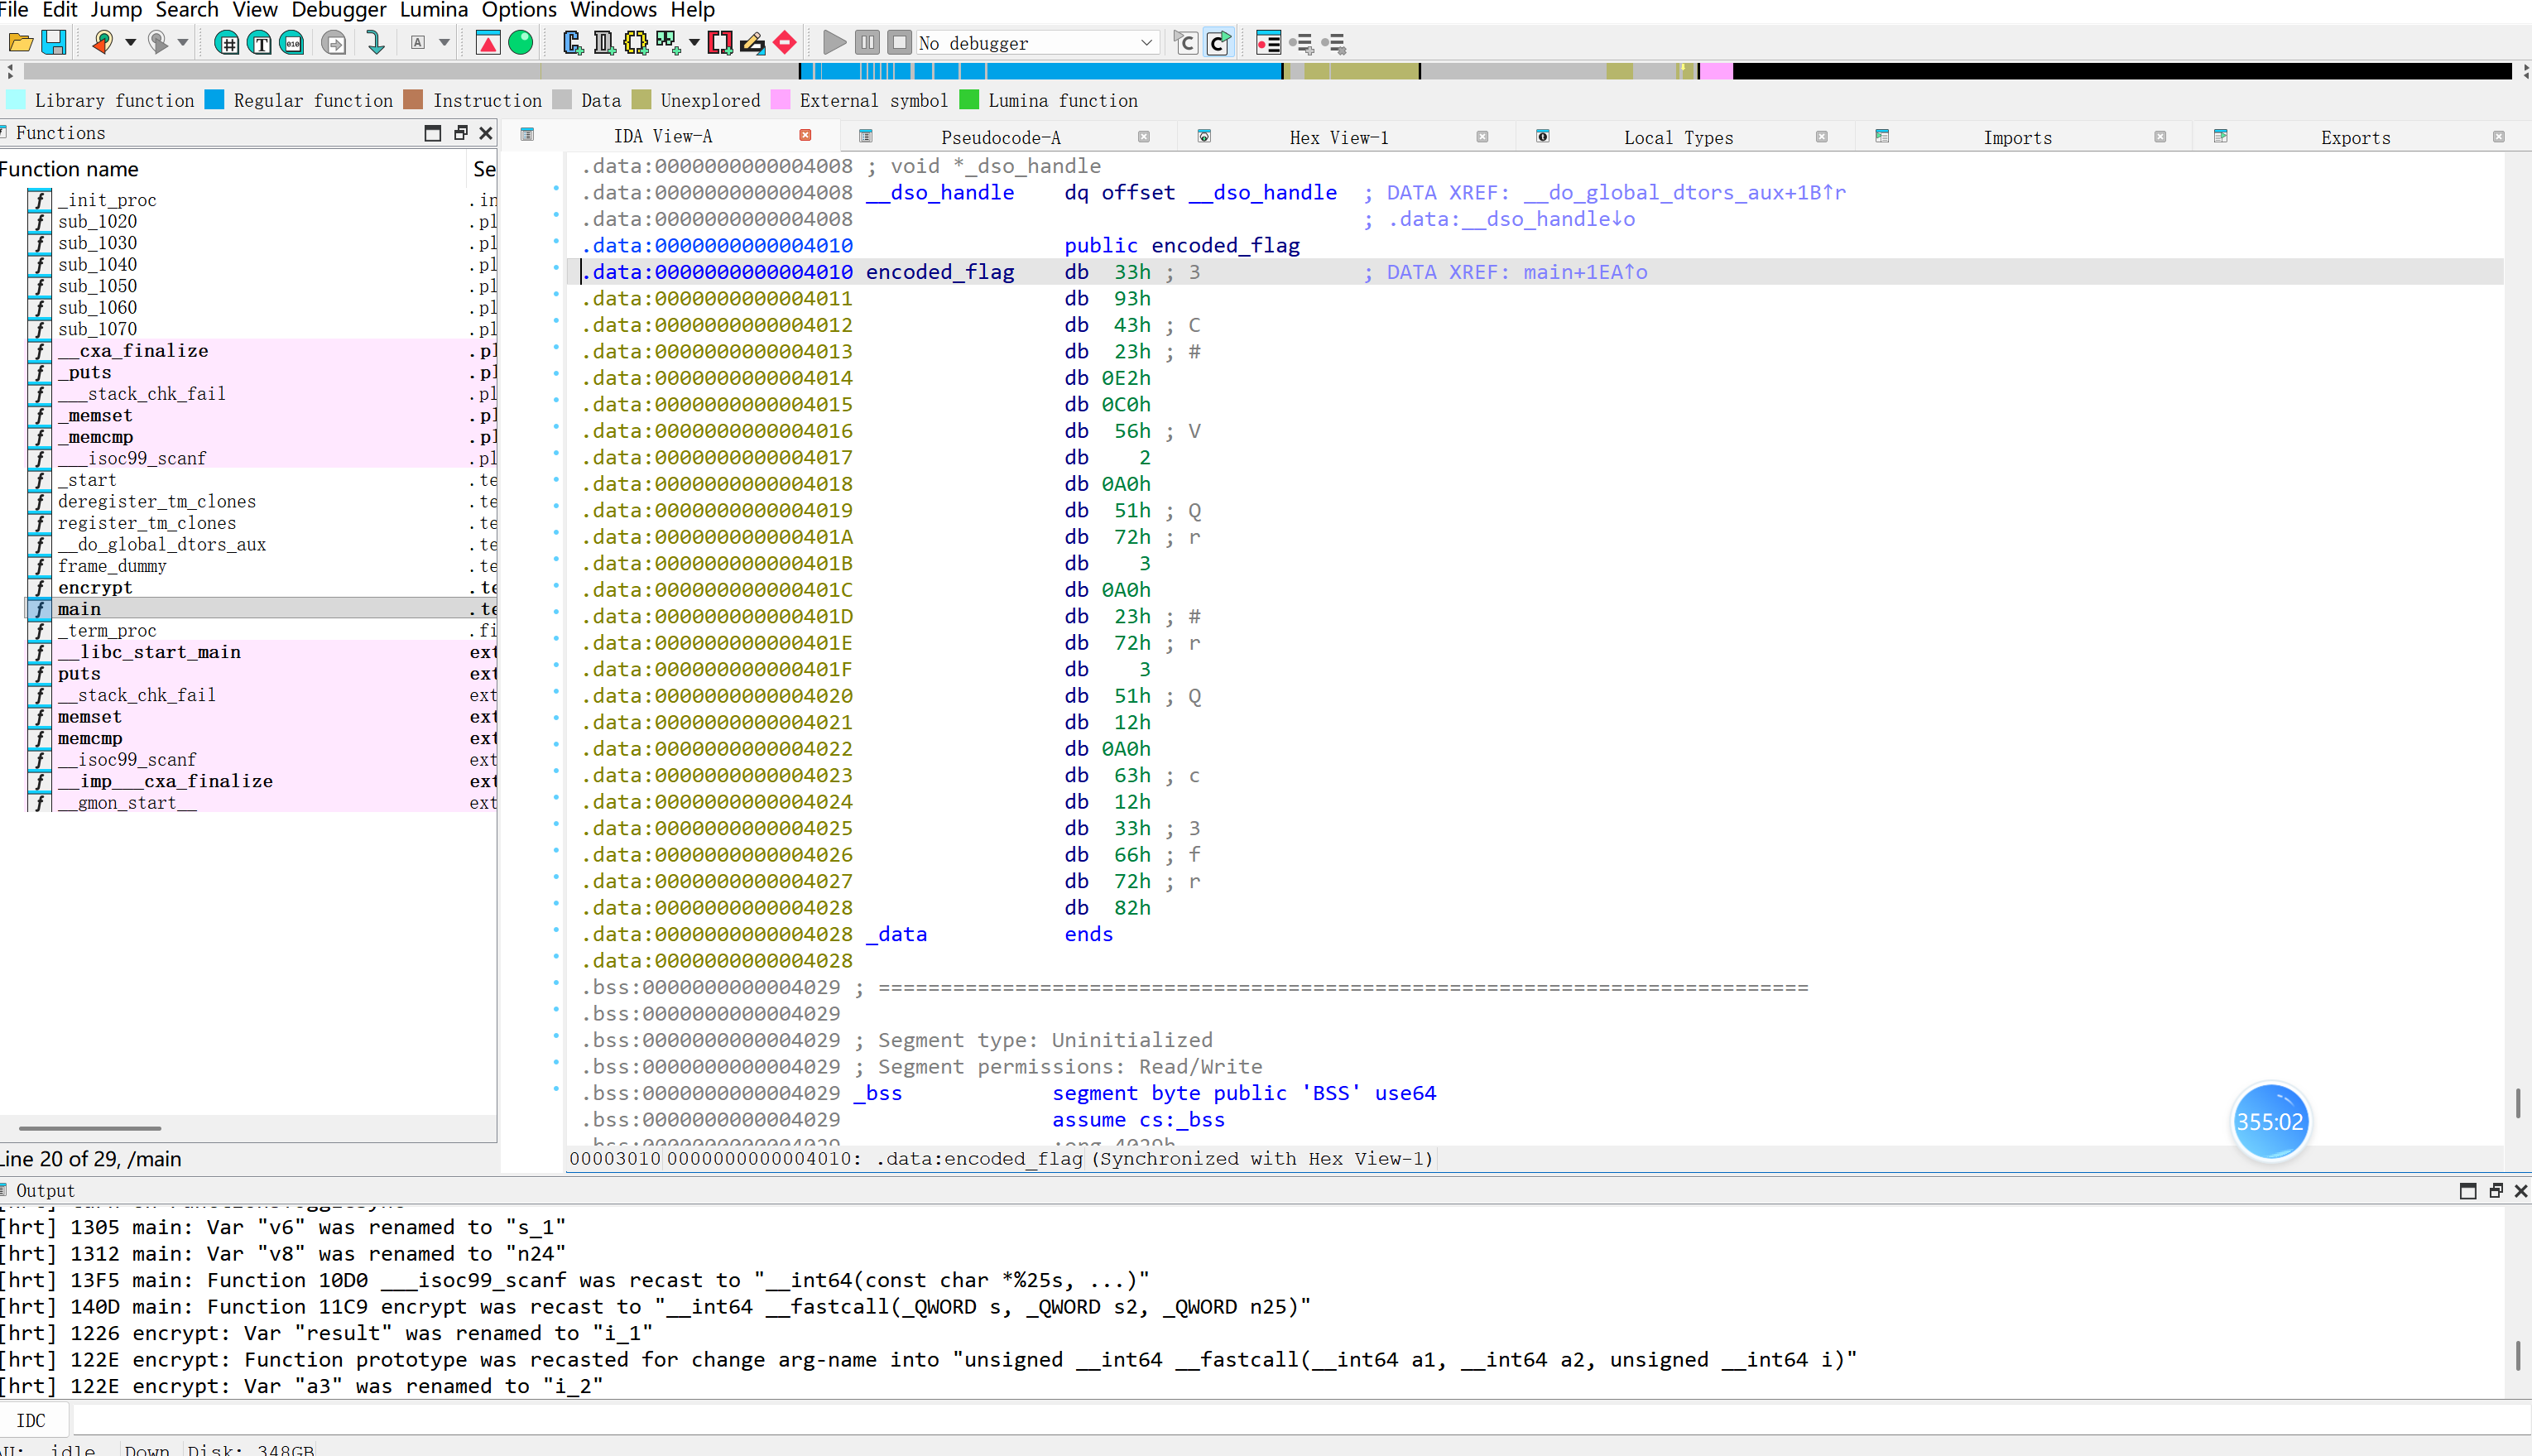 File Edit Jump Search View Debugger Lumina Options Windows Help
No debugger
Library function Regular function Instruction Data Unexplored External symbol Lumina function
Functions
Function name Se
_init_proc .in
sub_1020 .pl
sub_1030 .pl
sub_1040 .pl
sub_1050 .pl
sub_1060 .pl
sub_1070 .pl
__cxa_finalize .pl
_puts .pl
___stack_chk_fail .pl
_memset .pl
_memcmp .pl
___isoc99_scanf .pl
_start .te
deregister_tm_clones .te
register_tm_clones .te
__do_global_dtors_aux .te
frame_dummy .te
encrypt .te
main .te
_term_proc .fi
__libc_start_main ext
puts ext
__stack_chk_fail ext
memset ext
memcmp ext
__isoc99_scanf ext
__imp___cxa_finalize ext
__gmon_start__ ext
Line 20 of 29, /main
IDA View-A Pseudocode-A Hex View-1 Local Types Imports Exports
.data:0000000000004008 ; void *_dso_handle
.data:0000000000004008 __dso_handle dq offset __dso_handle ; DATA XREF: __do_global_dtors_aux+1B↑r
.data:0000000000004008 ; .data:__dso_handle↓o
.data:0000000000004010 public encoded_flag
.data:0000000000004010 encoded_flag db 33h ; 3 ; DATA XREF: main+1EA↑o
.data:0000000000004011 db 93h
.data:0000000000004012 db 43h ; C
.data:0000000000004013 db 23h ; #
.data:0000000000004014 db 0E2h
.data:0000000000004015 db 0C0h
.data:0000000000004016 db 56h ; V
.data:0000000000004017 db 2
.data:0000000000004018 db 0A0h
.data:0000000000004019 db 51h ; Q
.data:000000000000401A db 72h ; r
.data:000000000000401B db 3
.data:000000000000401C db 0A0h
.data:000000000000401D db 23h ; #
.data:000000000000401E db 72h ; r
.data:000000000000401F db 3
.data:0000000000004020 db 51h ; Q
.data:0000000000004021 db 12h
.data:0000000000004022 db 0A0h
.data:0000000000004023 db 63h ; c
.data:0000000000004024 db 12h
.data:0000000000004025 db 33h ; 3
.data:0000000000004026 db 66h ; f
.data:0000000000004027 db 72h ; r
.data:0000000000004028 db 82h
.data:0000000000004028 _data ends
.data:0000000000004028
.bss:0000000000004029 ; ===========================================================================
.bss:0000000000004029
.bss:0000000000004029 ; Segment type: Uninitialized
.bss:0000000000004029 ; Segment permissions: Read/Write
.bss:0000000000004029 _bss segment byte public 'BSS' use64
.bss:0000000000004029 assume cs:_bss
.bss:0000000000004029 ;org 4029h
355:02
00003010 0000000000004010: .data:encoded_flag (Synchronized with Hex View-1)
Output
[hrt] 1305 main: Var "v6" was renamed to "s_1"
[hrt] 1312 main: Var "v8" was renamed to "n24"
[hrt] 13F5 main: Function 10D0 ___isoc99_scanf was recast to "__int64(const char *%25s, ...)"
[hrt] 140D main: Function 11C9 encrypt was recast to "__int64 __fastcall(_QWORD s, _QWORD s2, _QWORD n25)"
[hrt] 1226 encrypt: Var "result" was renamed to "i_1"
[hrt] 122E encrypt: Function prototype was recasted for change arg-name into "unsigned __int64 __fastcall(__int64 a1, __int64 a2, unsigned __int64 i)"
[hrt] 122E encrypt: Var "a3" was renamed to "i_2"
IDC
AU: idle Down Disk: 348GB